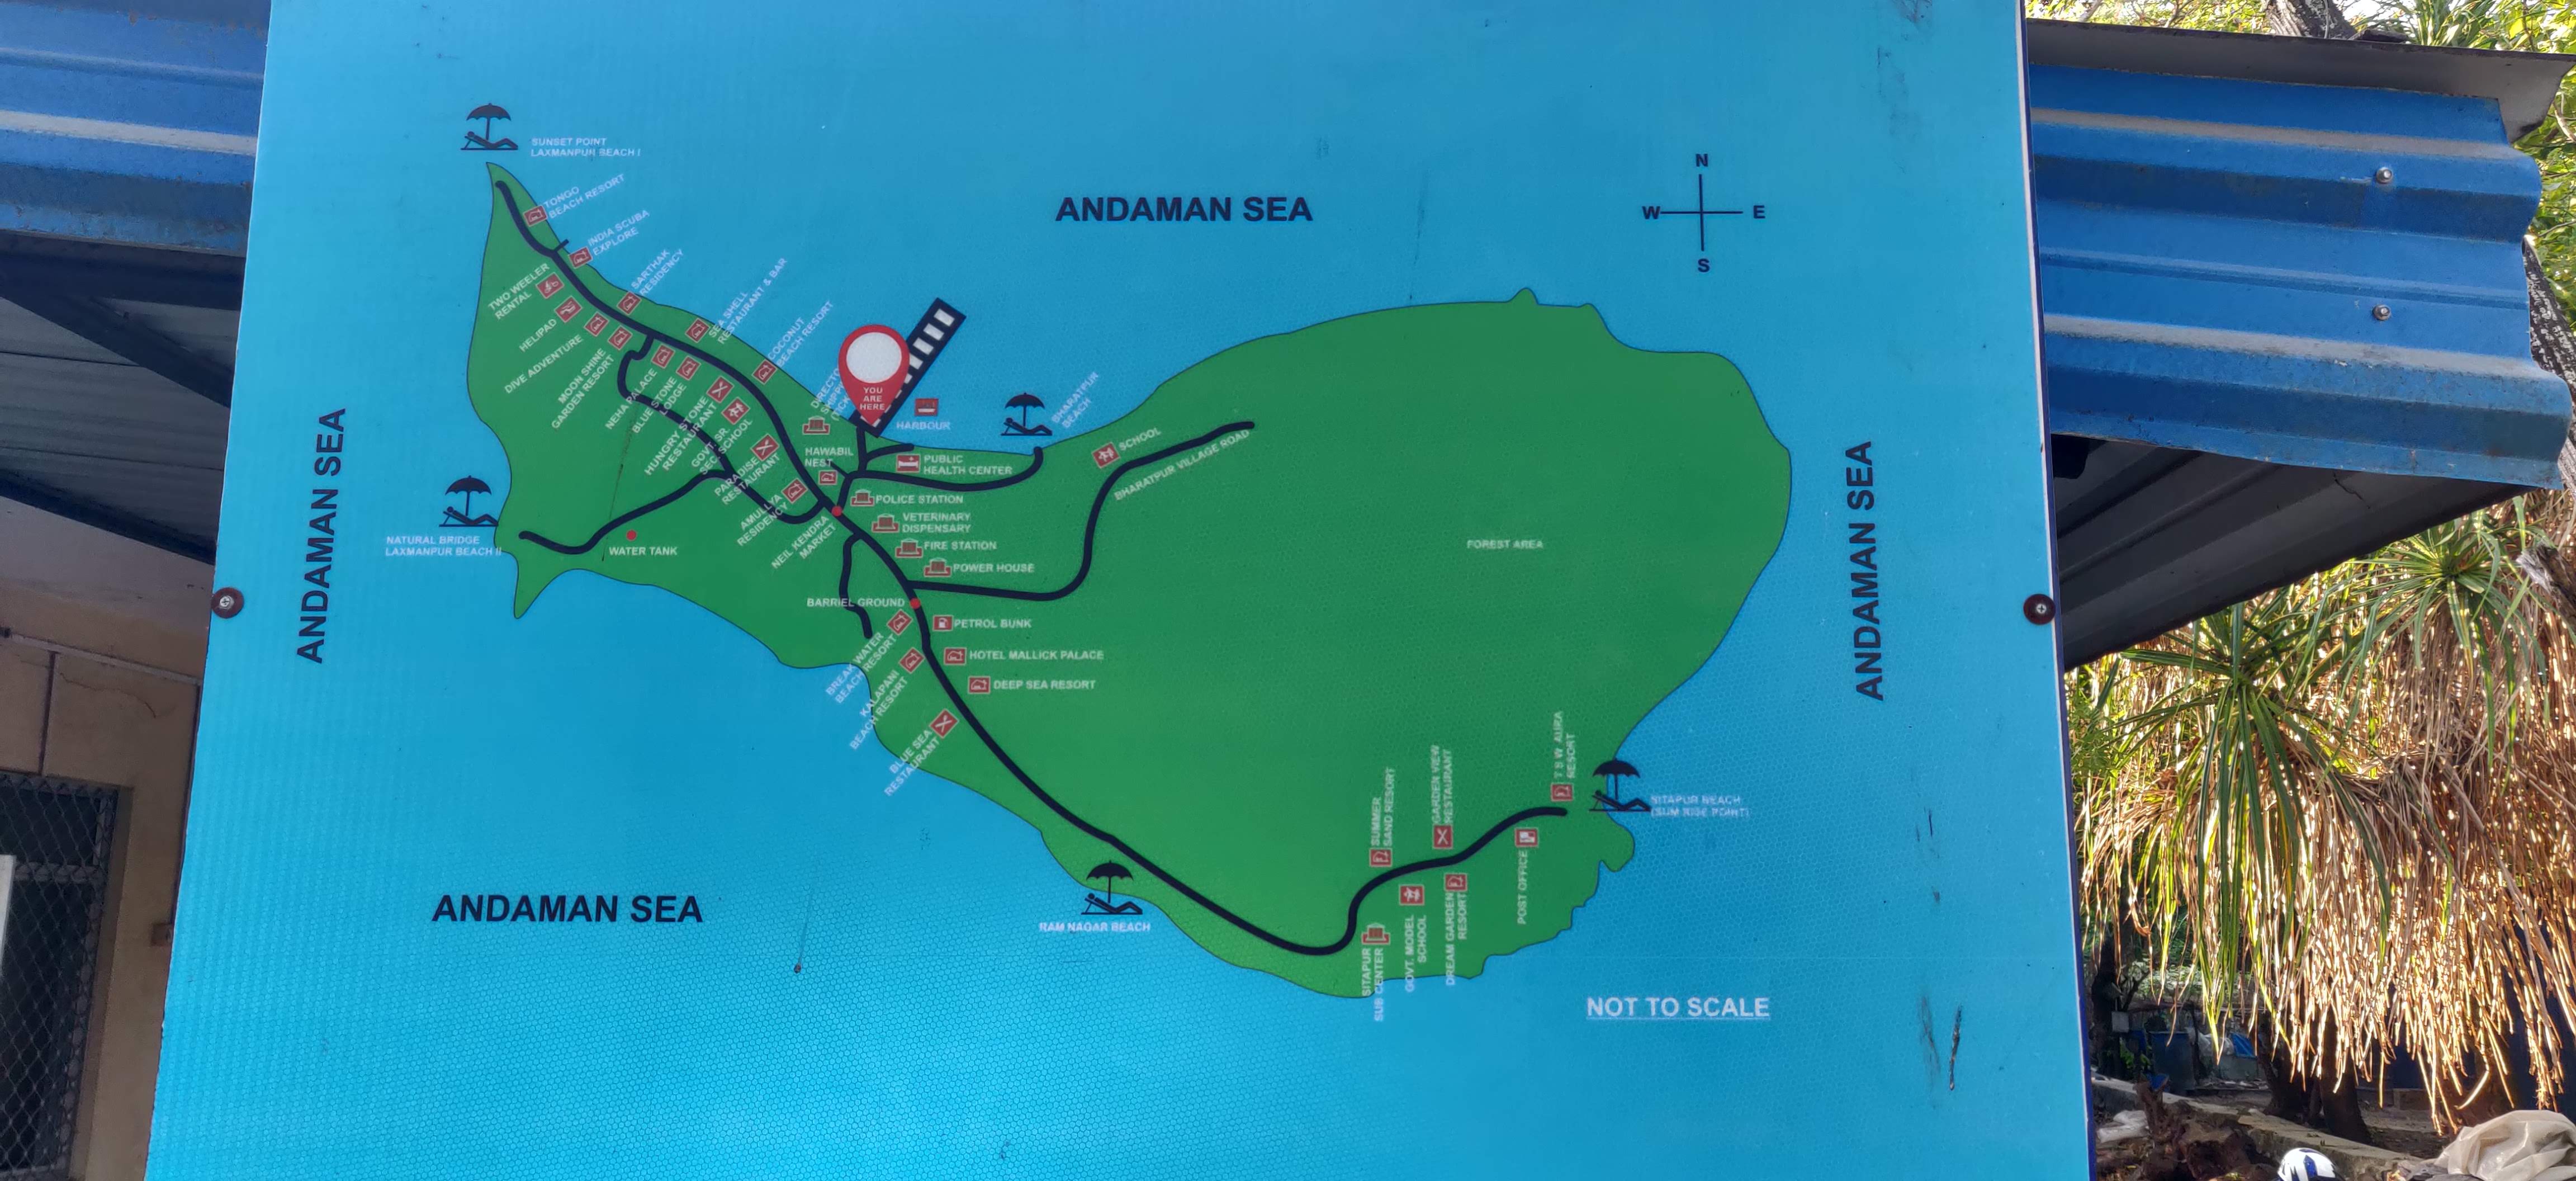 SUNSET POINT
LAXMANPUR BEACH I
TONGO
BEACH RESORT
INDIA SCUBA
EXPLORE
SARTHAK
RESIDENCY
SEA SHELL
RESTAURANT & BAR
COCONUT
BEACH RESORT
TWO WEELER
RENTAL
HELIPAD
DIVE ADVENTURE
MOON SHINE
GARDEN RESORT
NEHA PALACE
BLUE STONE
LODGE
HUNGRY STONE
RESTAURANT
GOVT. SR.
SEC. SCHOOL
PARADISE
RESTAURANT
AMULLYA
RESIDENCY
NEIL KENDRA
MARKET
HAWABIL
NEST
YOU
ARE
HERE
HARBOUR
BHARATPUR
BEACH
PUBLIC
HEALTH CENTER
POLICE STATION
VETERINARY
DISPENSARY
FIRE STATION
POWER HOUSE
SCHOOL
BHARATPUR VILLAGE ROAD
ANDAMAN SEA
N
W E
S
ANDAMAN SEA
ANDAMAN SEA
FOREST AREA
NATURAL BRIDGE
LAXMANPUR BEACH II
WATER TANK
BARRIEL GROUND
PETROL BUNK
HOTEL MALLICK PALACE
DEEP SEA RESORT
BREAK WATER
BEACH RESORT
KALAPANI
BEACH RESORT
BLUE SEA
RESTAURANT
ANDAMAN SEA
RAM NAGAR BEACH
SUMMER
SAND RESORT
GARDEN VIEW
RESTAURANT
T S W AURA
RESORT
SITAPUR BEACH
(SUM RISE POINT)
SITAPUR
SUB CENTER
GOVT. MODEL
SCHOOL
DREAM GARDEN
RESORT
POST OFFICE
NOT TO SCALE